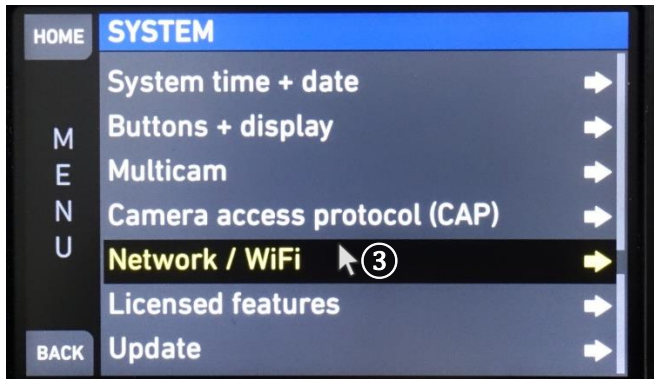 HOME
SYSTEM
System time + date
Buttons + display
Multicam
Camera access protocol (CAP)
Network / WiFi ③
Licensed features
Update
MENU
BACK